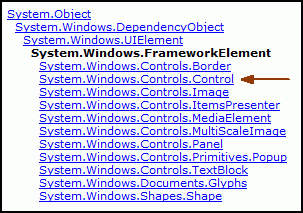 System.Object
System.Windows.DependencyObject
System.Windows.UIElement
System.Windows.FrameworkElement
System.Windows.Controls.Border
System.Windows.Controls.Control
System.Windows.Controls.Image
System.Windows.Controls.ItemsPresenter
System.Windows.Controls.MediaElement
System.Windows.Controls.MultiScaleImage
System.Windows.Controls.Panel
System.Windows.Controls.Primitives.Popup
System.Windows.Controls.TextBlock
System.Windows.Documents.Glyphs
System.Windows.Shapes.Shape